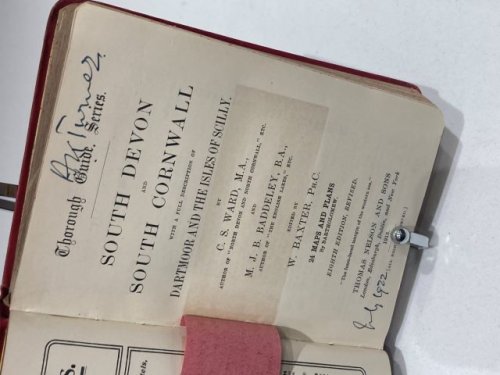 Thorough Guide Series.
SOUTH DEVON
AND
SOUTH CORNWALL
WITH A FULL DESCRIPTION OF
DARTMOOR AND THE ISLES OF SCILLY.
BY
C. S. WARD, M.A.,
AUTHOR OF "NORTH DEVON AND NORTH CORNWALL," ETC.
AND
M. J. B. BADDELEY, B.A.,
AUTHOR OF "THE ENGLISH LAKES," ETC.
EDITED BY
W. BAXTER, PH.C.
24 MAPS AND PLANS
BY BARTHOLOMEW.
EIGHTH EDITION, REVISED.
THOMAS NELSON AND SONS
London, Edinburgh, Dublin, and New York
July 1922